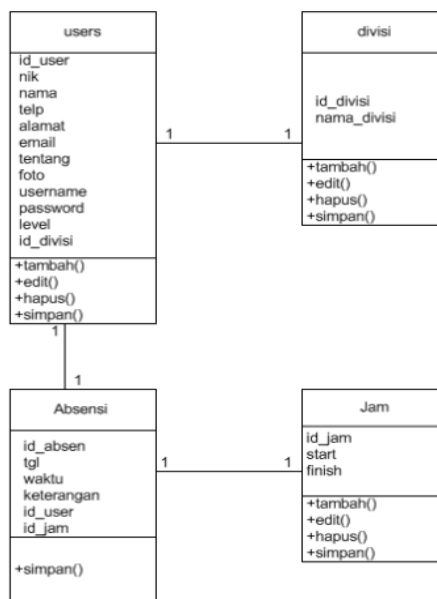 users
id_user
nik
nama
telp
alamat
email
tentang
foto
username
password
level
id_divisi
+tambah()
+edit()
+hapus()
+simpan()
1
1
divisi
id_divisi
nama_divisi
+tambah()
+edit()
+hapus()
+simpan()
1
1
Absensi
id_absen
tgl
waktu
keterangan
id_user
id_jam
+simpan()
1
1
Jam
id_jam
start
finish
+tambah()
+edit()
+hapus()
+simpan()